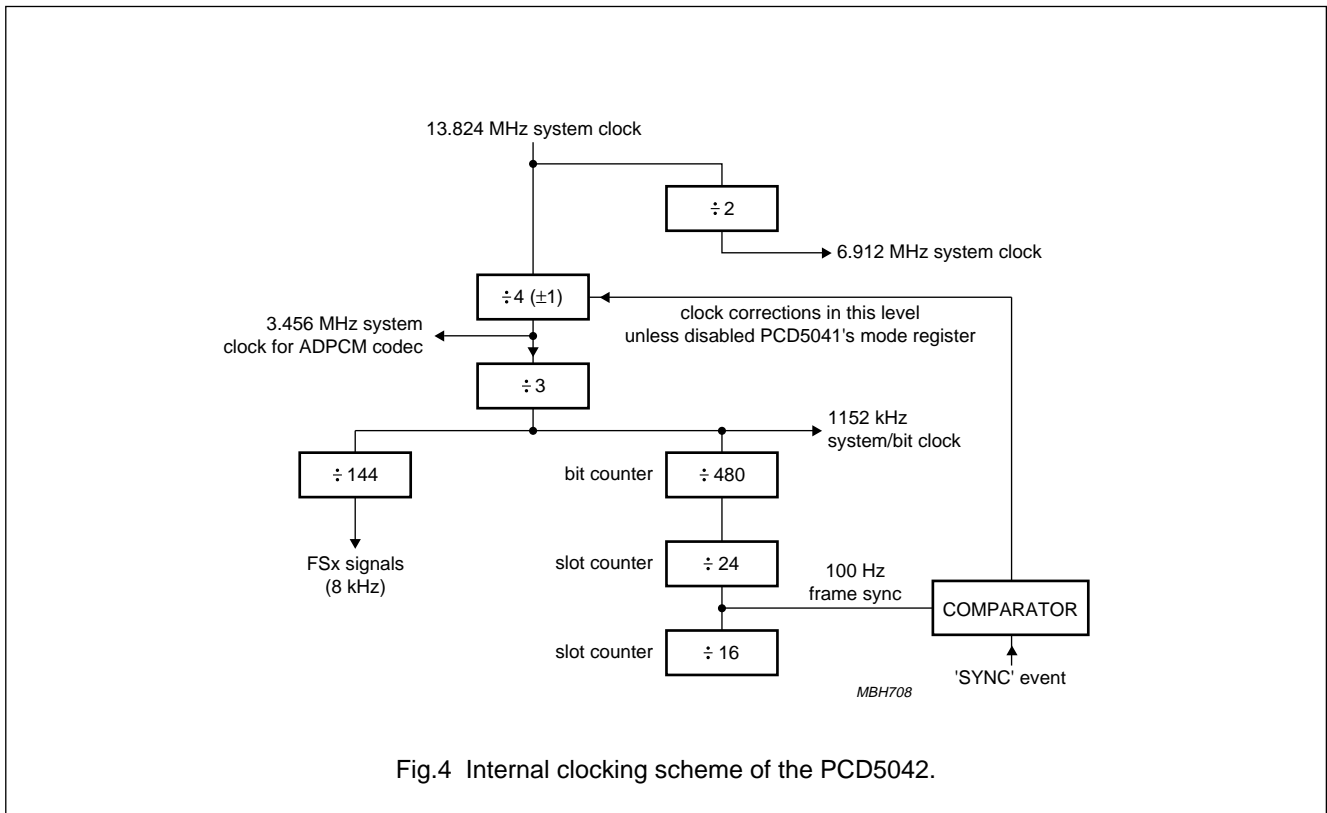 13.824 MHz system clock
÷ 2
6.912 MHz system clock
÷ 4 (±1)
clock corrections in this level
unless disabled PCD5041's mode register
3.456 MHz system
clock for ADPCM codec
÷ 3
1152 kHz
system/bit clock
÷ 144
bit counter
÷ 480
FSx signals
(8 kHz)
slot counter
÷ 24
100 Hz
frame sync
COMPARATOR
slot counter
÷ 16
'SYNC' event
MBH708
Fig.4 Internal clocking scheme of the PCD5042.